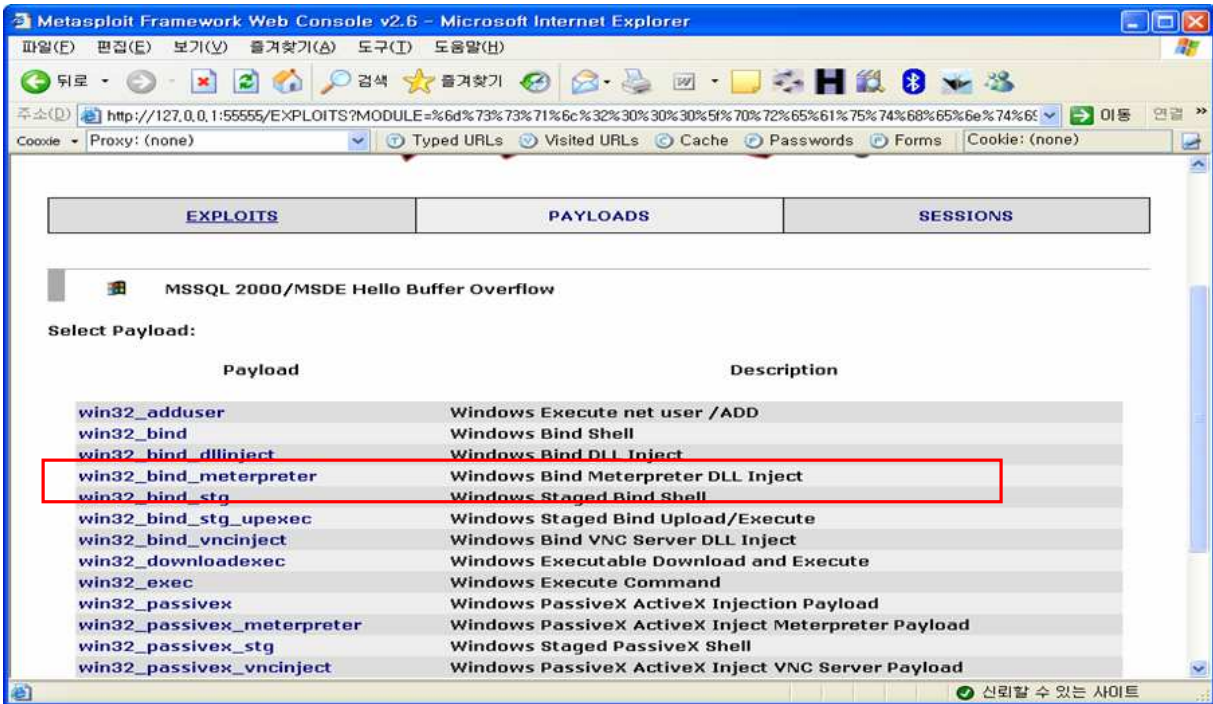 Metasploit Framework Web Console v2.6 - Microsoft Internet Explorer
파일(F) 편집(E) 보기(V) 즐겨찾기(A) 도구(T) 도움말(H)
뒤로 검색 즐겨찾기
주소(D) http://127.0.0.1:55555/EXPLOITS?MODULE=%6d%73%73%71%6c%32%30%30%30%5f%70%72%65%61%75%74%68%65%6e%74%65 이동 연결 »
Cooxie Proxy: (none) Typed URLs Visited URLs Cache Passwords Forms Cookie: (none)
EXPLOITS PAYLOADS SESSIONS
MSSQL 2000/MSDE Hello Buffer Overflow
Select Payload:
Payload Description
win32_adduser Windows Execute net user /ADD
win32_bind Windows Bind Shell
win32_bind_dllinject Windows Bind DLL Inject
win32_bind_meterpreter Windows Bind Meterpreter DLL Inject
win32_bind_stg Windows Staged Bind Shell
win32_bind_stg_upexec Windows Staged Bind Upload/Execute
win32_bind_vncinject Windows Bind VNC Server DLL Inject
win32_downloadexec Windows Executable Download and Execute
win32_exec Windows Execute Command
win32_passivex Windows PassiveX ActiveX Injection Payload
win32_passivex_meterpreter Windows PassiveX ActiveX Inject Meterpreter Payload
win32_passivex_stg Windows Staged PassiveX Shell
win32_passivex_vncinject Windows PassiveX ActiveX Inject VNC Server Payload
신뢰할 수 있는 사이트